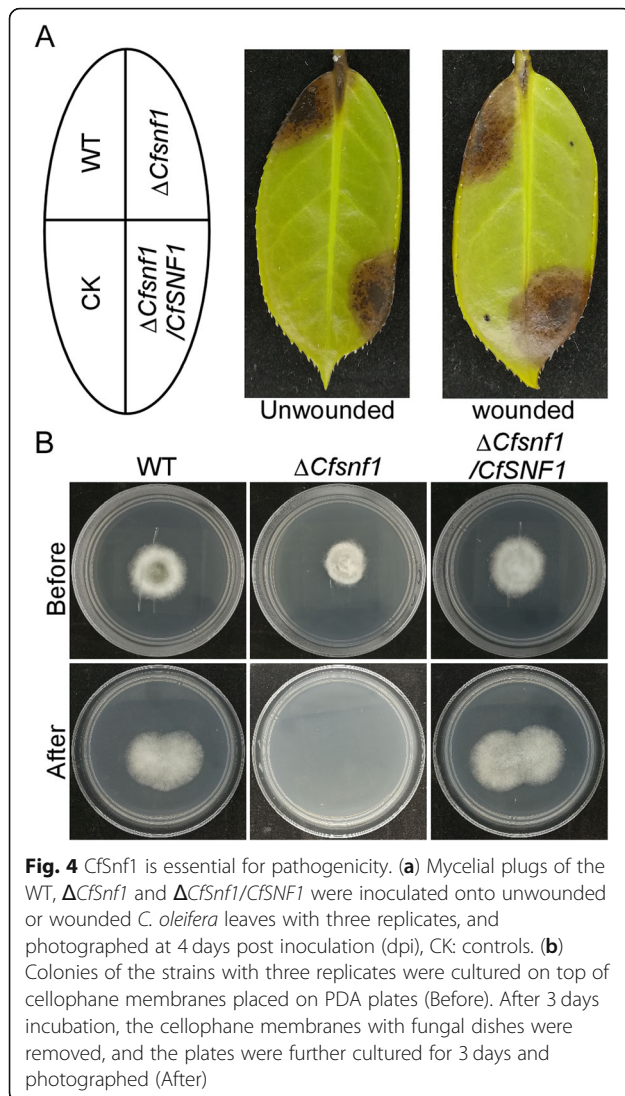 A
WT
ΔCfsnf1
CK
ΔCfsnf1
/CfSNF1
Unwounded
wounded
B
WT
ΔCfsnf1
ΔCfsnf1
/CfSNF1
Before
After
Fig. 4 CfSnf1 is essential for pathogenicity. (a) Mycelial plugs of the
WT, ΔCfSnf1 and ΔCfSnf1/CfSNF1 were inoculated onto unwounded
or wounded C. oleifera leaves with three replicates, and
photographed at 4 days post inoculation (dpi), CK: controls. (b)
Colonies of the strains with three replicates were cultured on top of
cellophane membranes placed on PDA plates (Before). After 3 days
incubation, the cellophane membranes with fungal dishes were
removed, and the plates were further cultured for 3 days and
photographed (After)